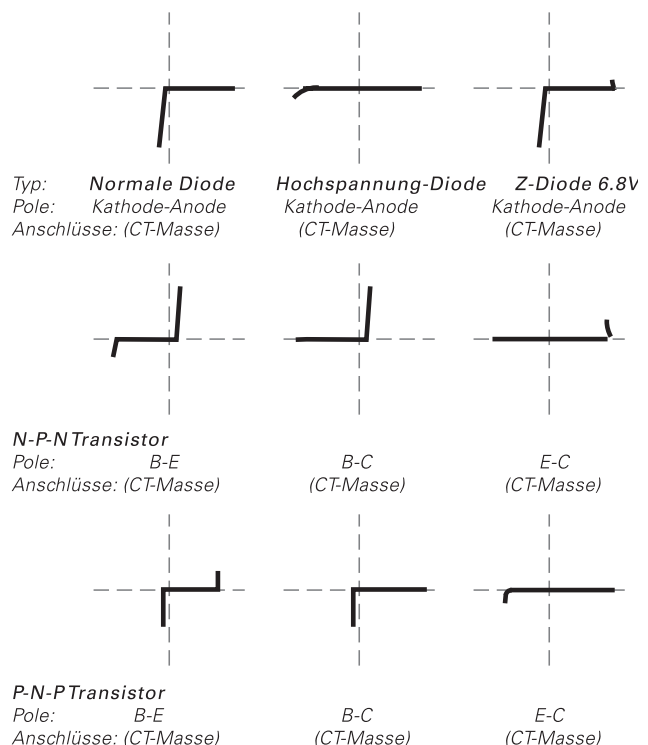 Typ: Normale Diode Hochspannung-Diode Z-Diode 6.8V
Pole: Kathode-Anode Kathode-Anode Kathode-Anode
Anschlüsse: (CT-Masse) (CT-Masse) (CT-Masse)
N-P-N Transistor
Pole: B-E B-C E-C
Anschlüsse: (CT-Masse) (CT-Masse) (CT-Masse)
P-N-P Transistor
Pole: B-E B-C E-C
Anschlüsse: (CT-Masse) (CT-Masse) (CT-Masse)